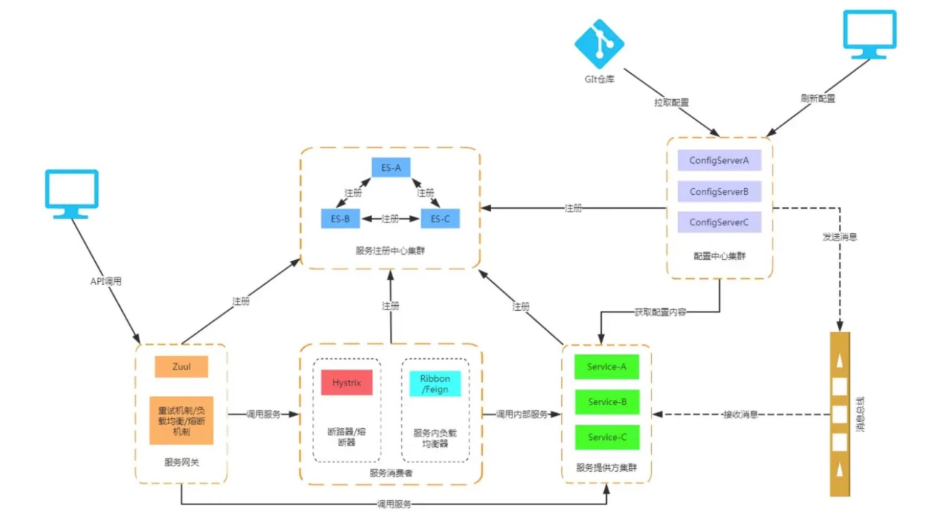 GIt仓库
拉取配置
刷新配置
ConfigServerA
ConfigServerB
ConfigServerC
配置中心集群
ES-A
注册
注册
ES-B
注册
ES-C
服务注册中心集群
注册
发送消息
API调用
注册
注册
注册
获取配置内容
Zuul
重试机制/负
载均衡/熔断
机制
服务网关
调用服务
Hystrix
断路器/熔
断器
Ribbon
/Feign
服务内负载
均衡器
服务消费者
调用内部服务
Service-A
Service-B
Service-C
服务提供方集群
接收消息
消息总线
调用服务